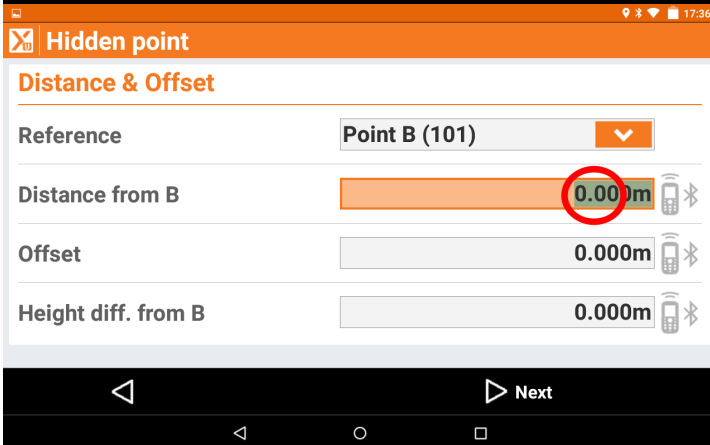 17:36
Hidden point
Distance & Offset
Reference Point B (101)
Distance from B 0.000m
Offset 0.000m
Height diff. from B 0.000m
Next